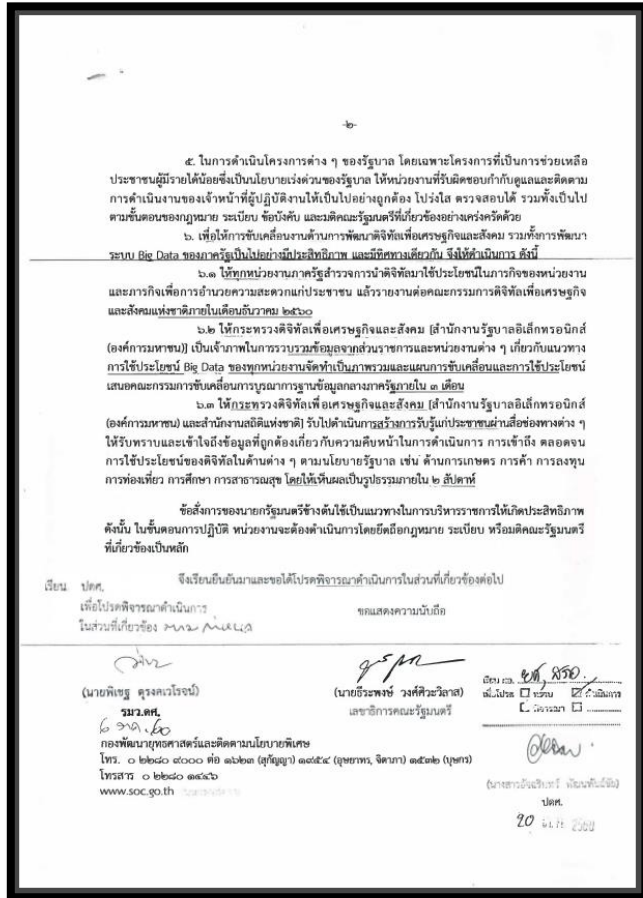 -๒-
๕. ในการดำเนินโครงการต่าง ๆ ของรัฐบาล โดยเฉพาะโครงการที่เป็นการช่วยเหลือ
ประชาชนผู้มีรายได้น้อยซึ่งเป็นนโยบายเร่งด่วนของรัฐบาล ให้หน่วยงานที่รับผิดชอบกำกับดูแลและติดตาม
การดำเนินงานของเจ้าหน้าที่ผู้ปฏิบัติงานให้เป็นไปอย่างถูกต้อง โปร่งใส ตรวจสอบได้ รวมทั้งเป็นไป
ตามขั้นตอนของกฎหมาย ระเบียบ ข้อบังคับ และมติคณะรัฐมนตรีที่เกี่ยวข้องอย่างเคร่งครัดด้วย
๖. เพื่อให้การขับเคลื่อนงานด้านการพัฒนาดิจิทัลเพื่อเศรษฐกิจและสังคม รวมทั้งการพัฒนา
ระบบ Big Data ของภาครัฐเป็นไปอย่างมีประสิทธิภาพ และมีทิศทางเดียวกัน จึงให้ดำเนินการ ดังนี้
๖.๑ ให้ทุกหน่วยงานภาครัฐสำรวจการนำดิจิทัลมาใช้ประโยชน์ในภารกิจของหน่วยงาน
และภารกิจเพื่อการอำนวยความสะดวกแก่ประชาชน แล้วรายงานต่อคณะกรรมการดิจิทัลเพื่อเศรษฐกิจ
และสังคมแห่งชาติภายในเดือนธันวาคม ๒๕๖๐
๖.๒ ให้กระทรวงดิจิทัลเพื่อเศรษฐกิจและสังคม [สำนักงานรัฐบาลอิเล็กทรอนิกส์
(องค์การมหาชน)] เป็นเจ้าภาพในการรวบรวมข้อมูลจากส่วนราชการและหน่วยงานต่าง ๆ เกี่ยวกับแนวทาง
การใช้ประโยชน์ Big Data ของทุกหน่วยงานจัดทำเป็นภาพรวมและแผนการขับเคลื่อนและการใช้ประโยชน์
เสนอคณะกรรมการขับเคลื่อนการบูรณาการฐานข้อมูลกลางภาครัฐภายใน ๓ เดือน
๖.๓ ให้กระทรวงดิจิทัลเพื่อเศรษฐกิจและสังคม [สำนักงานรัฐบาลอิเล็กทรอนิกส์
(องค์การมหาชน) และสำนักงานสถิติแห่งชาติ] รับไปดำเนินการสร้างการรับรู้แก่ประชาชนผ่านสื่อช่องทางต่าง ๆ
ให้รับทราบและเข้าใจถึงข้อมูลที่ถูกต้องเกี่ยวกับความคืบหน้าในการดำเนินการ การเข้าถึง ตลอดจน
การใช้ประโยชน์ของดิจิทัลในด้านต่าง ๆ ตามนโยบายรัฐบาล เช่น ด้านการเกษตร การค้า การลงทุน
การท่องเที่ยว การศึกษา การสาธารณสุข โดยให้เห็นผลเป็นรูปธรรมภายใน ๒ สัปดาห์
ข้อสั่งการของนายกรัฐมนตรีข้างต้นใช้เป็นแนวทางในการบริหารราชการให้เกิดประสิทธิภาพ
ดังนั้น ในขั้นตอนการปฏิบัติ หน่วยงานจะต้องดำเนินการโดยยึดถือกฎหมาย ระเบียบ หรือมติคณะรัฐมนตรี
ที่เกี่ยวข้องเป็นหลัก
จึงเรียนยืนยันมาและขอได้โปรดพิจารณาดำเนินการในส่วนที่เกี่ยวข้องต่อไป
เรียน ปดศ.
เพื่อโปรดพิจารณาดำเนินการ
ในส่วนที่เกี่ยวข้อง
ขอแสดงความนับถือ
(นายพิเชฐ ดุรงคเวโรจน์)
รมว.ดศ.
(นายธีระพงษ์ วงศ์ศิวะวิลาส)
เลขาธิการคณะรัฐมนตรี
กองพัฒนายุทธศาสตร์และติดตามนโยบายพิเศษ
โทร. ๐ ๒๒๘๐ ๙๐๐๐ ต่อ ๑๖๒๓ (สุกัญญา) ๑๙๕๔ (อุษยาทร, จิตาภา) ๑๕๓๒ (บุษกร)
โทรสาร ๐ ๒๒๘๐ ๑๔๔๖
www.soc.go.th
ปดศ.
20 2560